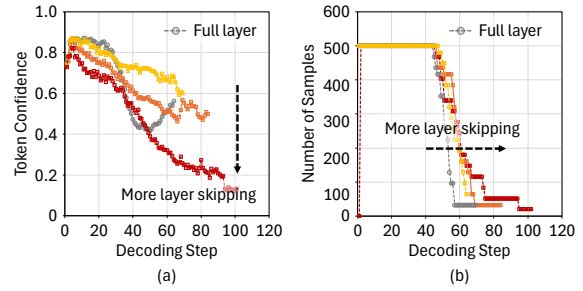 Full layer
1.0
0.8
0.6
0.4
0.2
0
Token Confidence
More layer skipping
0 20 40 60 80 100 120
Decoding Step
(a)
Full layer
600
500
400
300
200
100
0
Number of Samples
More layer skipping
0 20 40 60 80 100 120
Decoding Step
(b)